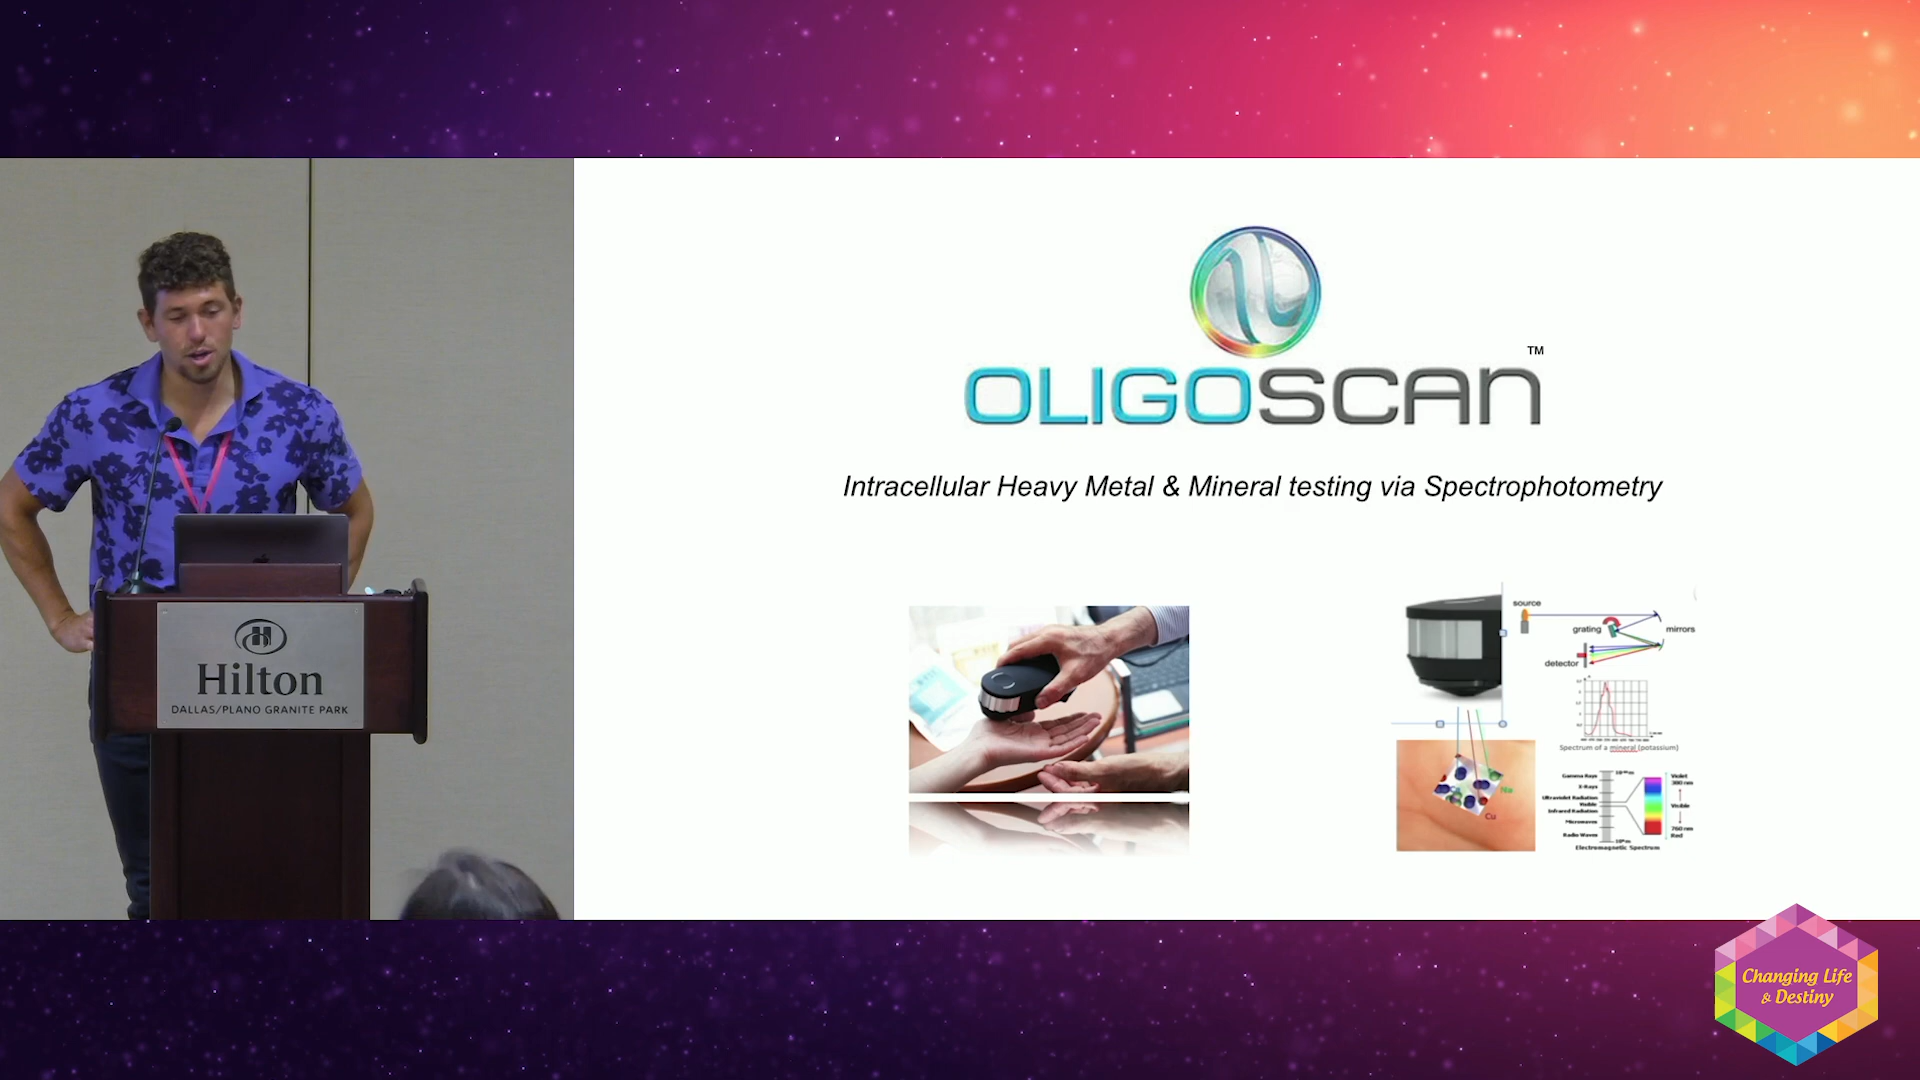 OLIGOSCAN
TM
Intracellular Heavy Metal & Mineral testing via Spectrophotometry
source
grating
mirrors
detector
Spectrum of a mineral (potassium)
Na
Cu
Gamma Rays
X-Rays
Ultraviolet Radiation
Visible
Infrared Radiation
Microwaves
Radio Waves
Violet
380 nm
Visible
760 nm
Red
Electromagnetic Spectrum
Hilton
DALLAS/PLANO GRANITE PARK
Changing Life
& Destiny